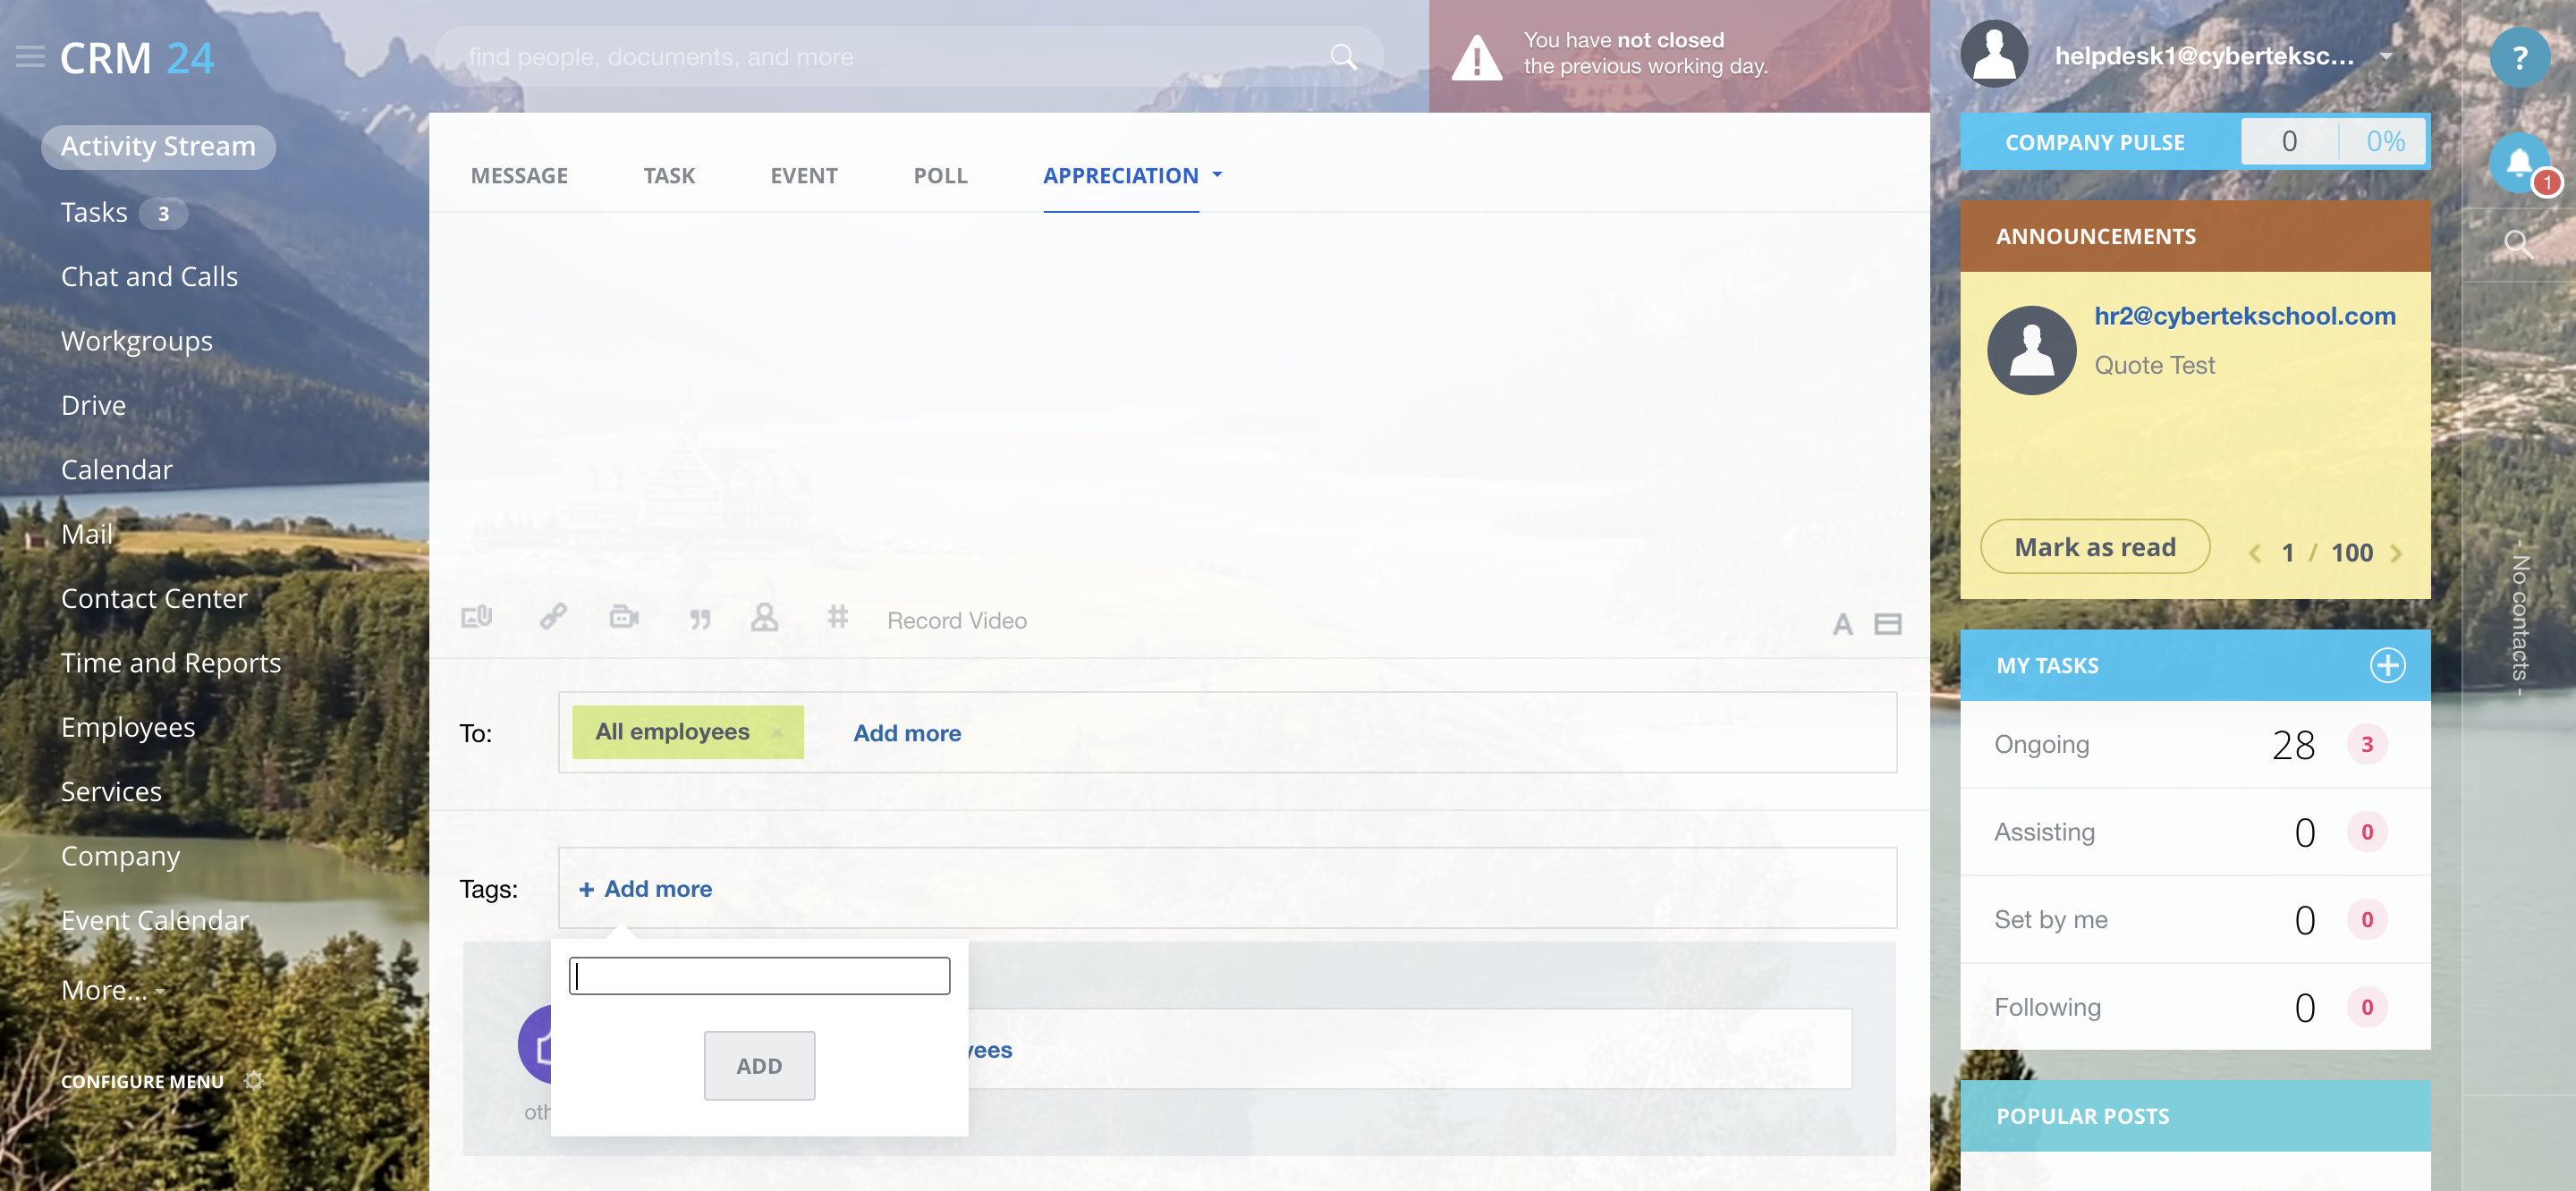 CRM 24
find people, documents, and more
You have not closed
the previous working day.
helpdesk1@cyberteksc...
?
Activity Stream
Tasks 3
Chat and Calls
Workgroups
Drive
Calendar
Mail
Contact Center
Time and Reports
Employees
Services
Company
Event Calendar
More...
CONFIGURE MENU
MESSAGE TASK EVENT POLL APPRECIATION
Record Video
A
To: All employees × Add more
Tags: + Add more
ADD
yees
oth
COMPANY PULSE 0 0%
1
ANNOUNCEMENTS
hr2@cybertekschool.com
Quote Test
Mark as read
1 / 100
MY TASKS
Ongoing 28 3
Assisting 0 0
Set by me 0 0
Following 0 0
POPULAR POSTS
- No contacts -